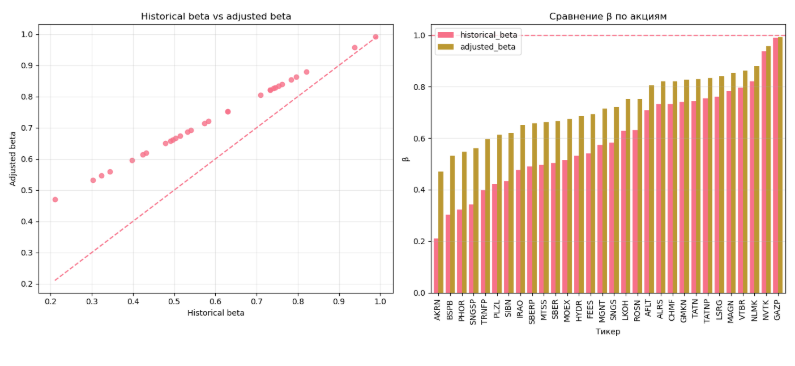 Historical beta vs adjusted beta
Adjusted beta
1.0
0.9
0.8
0.7
0.6
0.5
0.4
0.3
0.2
0.2
0.3
0.4
0.5
0.6
0.7
0.8
0.9
1.0
Historical beta
Сравнение β по акциям
historical_beta
adjusted_beta
β
1.0
0.8
0.6
0.4
0.2
0.0
AKRN
BSPB
PHOR
SNGSP
TRNFP
PLZL
SIBN
IRAO
SBERP
MTSS
SBER
MOEX
HYDR
FEES
MGNT
SNGS
LKOH
ROSN
AFLT
ALRS
CHMF
GMKN
TATN
TATNP
LSRG
MAGN
VTBR
NLMK
NVTK
GAZP
Тикер